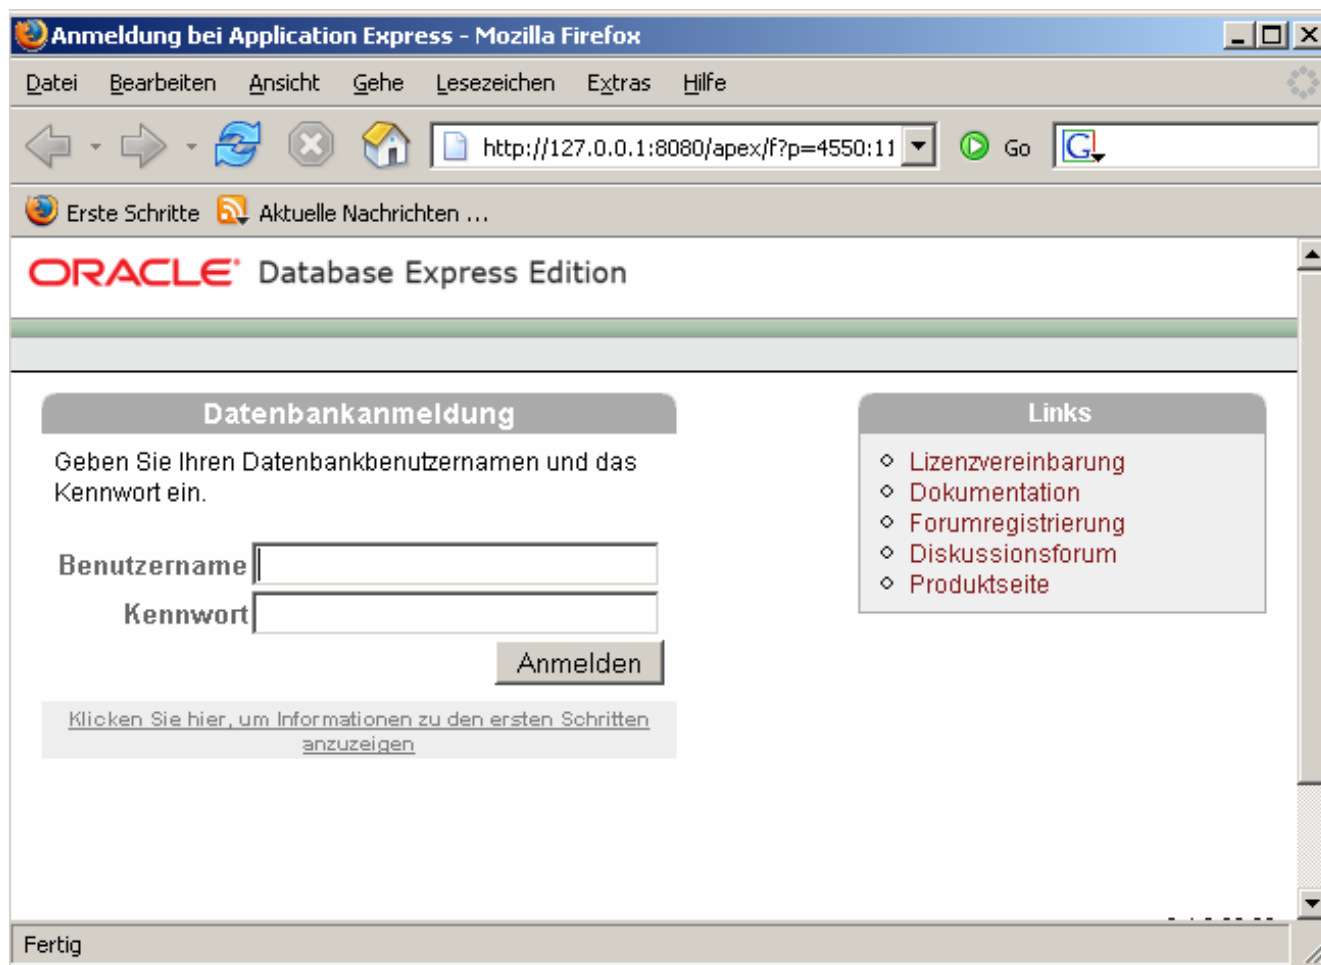 Anmeldung bei Application Express - Mozilla Firefox
Datei Bearbeiten Ansicht Gehe Lesezeichen Extras Hilfe
http://127.0.0.1:8080/apex/f?p=4550:11 Go G
Erste Schritte Aktuelle Nachrichten ...
ORACLE Database Express Edition
Datenbankanmeldung
Geben Sie Ihren Datenbankbenutzernamen und das
Kennwort ein.
Benutzername
Kennwort
Anmelden
Klicken Sie hier, um Informationen zu den ersten Schritten
anzuzeigen
Links
Lizenzvereinbarung
Dokumentation
Forumregistrierung
Diskussionsforum
Produktseite
Fertig